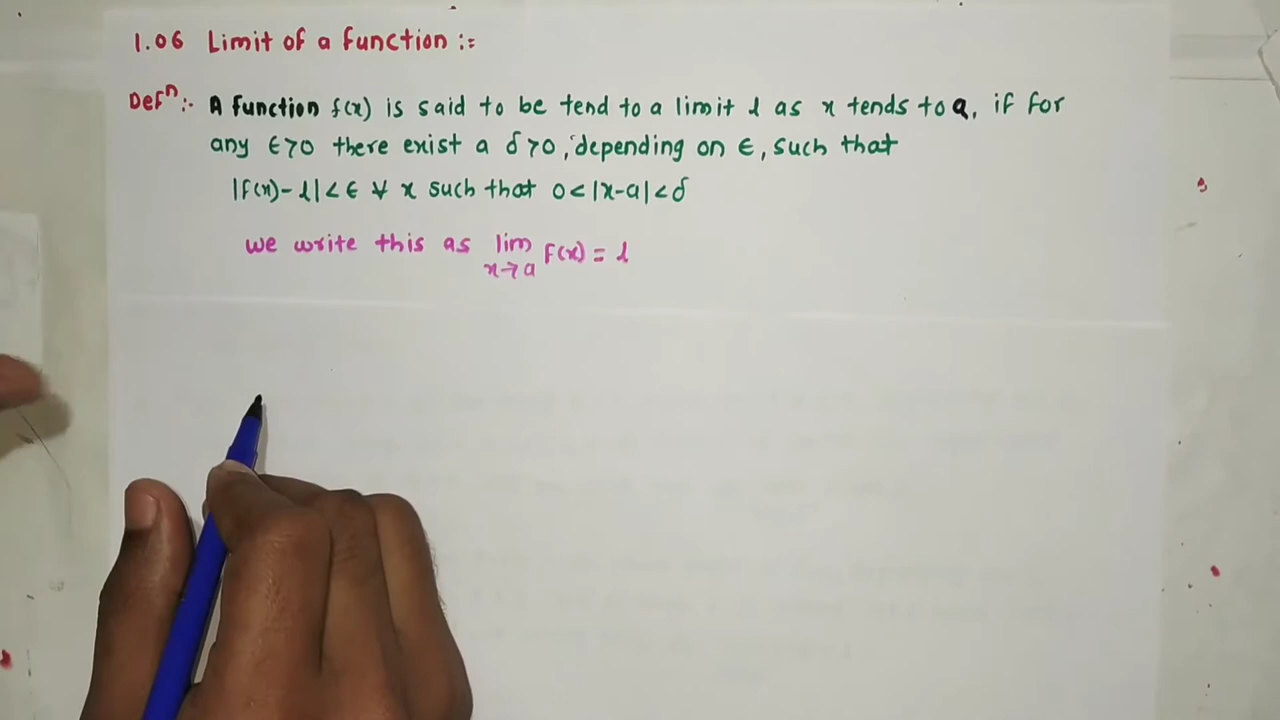 1.06 Limit of a function :=
Defⁿ:- A function f(x) is said to be tend to a limit l as x tends to a, if for
any ϵ>0 there exist a δ>0, depending on ϵ, such that
|f(x)-l|<ϵ ∀ x such that 0<|x-a|<δ
we write this as lim f(x) = l
x→a